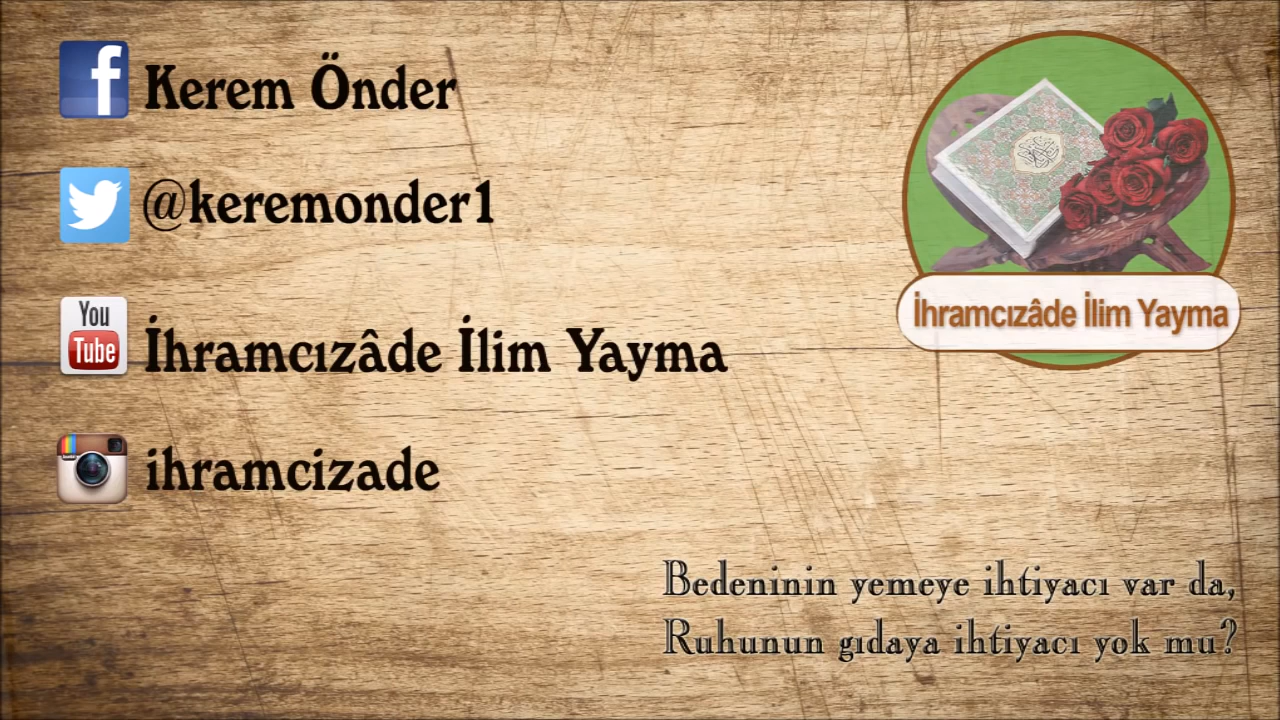 Kerem Önder
@keremonder1
You
Tube
İhramcızâde İlim Yayma
ihramcizade
İhramcızâde İlim Yayma
Bedeninin yemeye ihtiyacı var da,
Ruhunun gıdaya ihtiyacı yok mu?